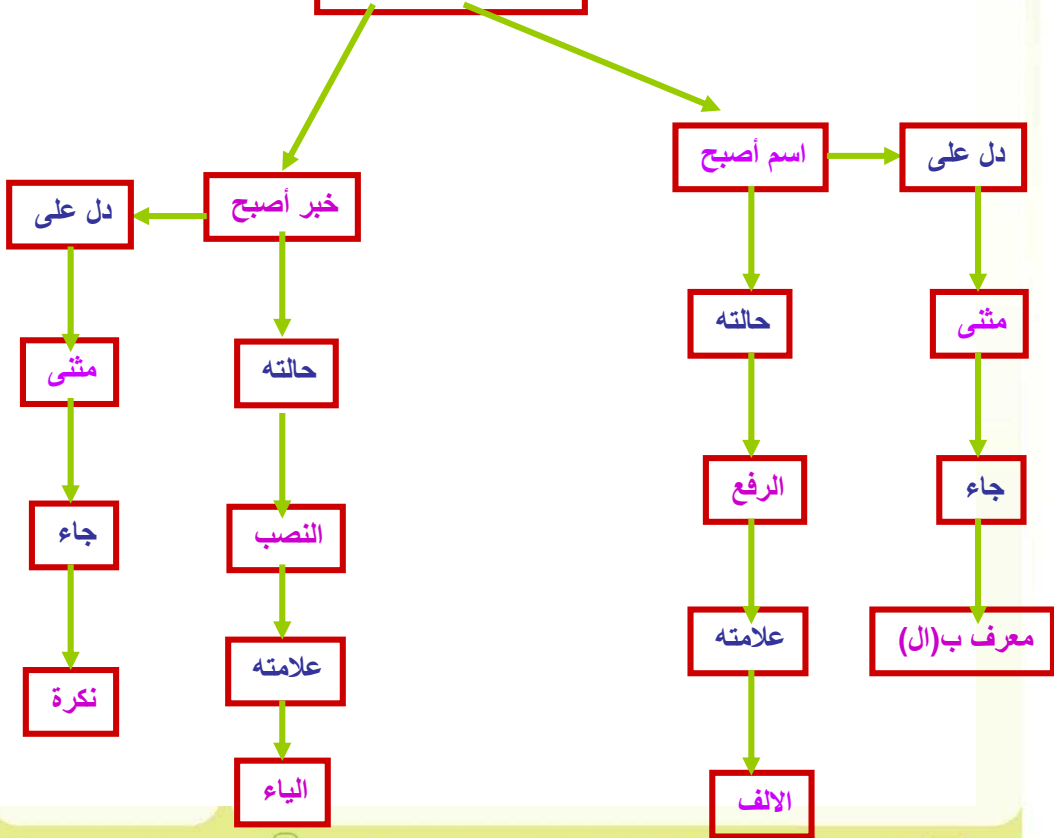 اسم أصبح
دل على
خبر أصبح
دل على
حالته
مثنى
حالته
مثنى
الرفع
جاء
النصب
جاء
علامته
معرف ب(ال)
علامته
نكرة
الياء
الالف